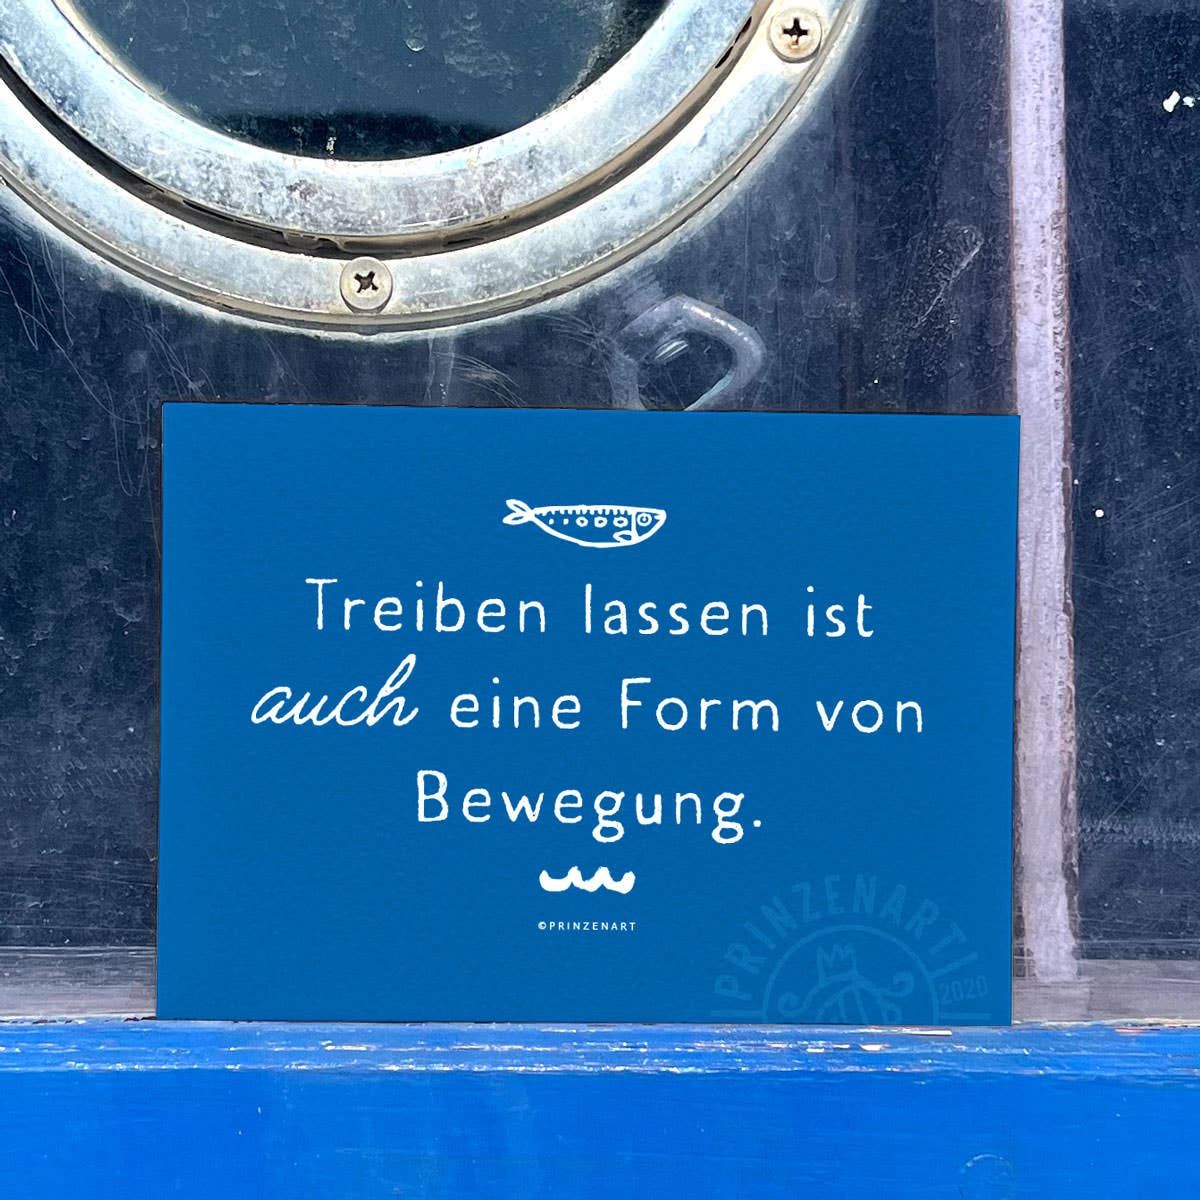 Treiben lassen ist
auch eine Form von
Bewegung.
©PRINZENART
PRINZENART
2020